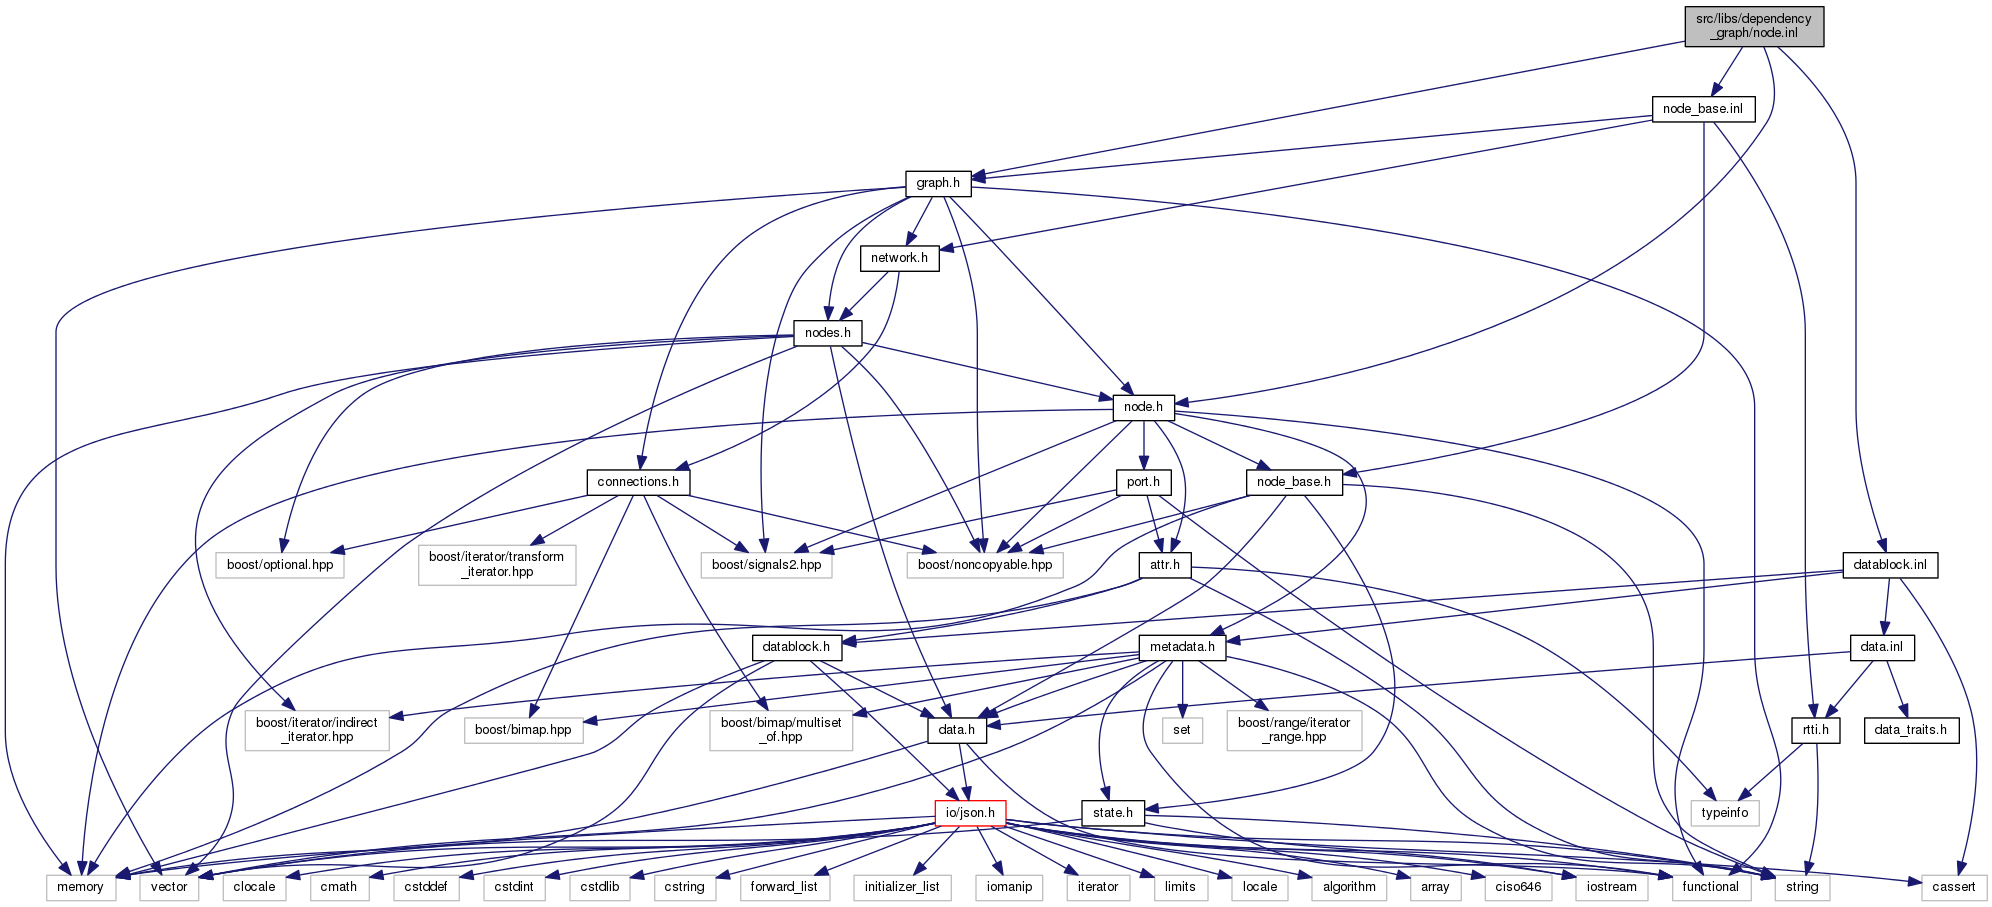 src/libs/dependency
_graph/node.inl
node_base.inl
graph.h
network.h
nodes.h
node.h
connections.h
port.h
node_base.h
boost/optional.hpp
boost/iterator/transform
_iterator.hpp
boost/signals2.hpp
boost/noncopyable.hpp
attr.h
datablock.inl
datablock.h
metadata.h
data.inl
boost/iterator/indirect
_iterator.hpp
boost/bimap.hpp
boost/bimap/multiset
_of.hpp
data.h
set
boost/range/iterator
_range.hpp
rtti.h
data_traits.h
io/json.h
state.h
typeinfo
memory
vector
clocale
cmath
cstddef
cstdint
cstdlib
cstring
forward_list
initializer_list
iomanip
iterator
limits
locale
algorithm
array
ciso646
iostream
functional
string
cassert